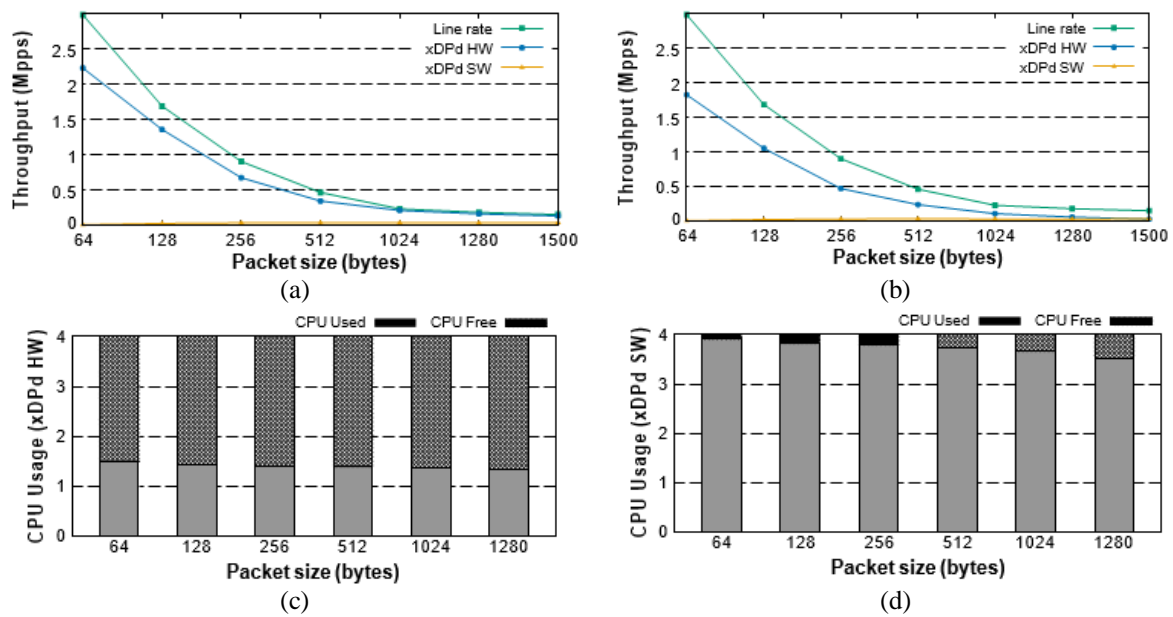 Throughput (Mpps)
2.5
2
1.5
1
0.5
0
Line rate
xDPd HW
xDPd SW
64 128 256 512 1024 1280 1500
Packet size (bytes)
(a)
Throughput (Mpps)
2.5
2
1.5
1
0.5
0
Line rate
xDPd HW
xDPd SW
64 128 256 512 1024 1280 1500
Packet size (bytes)
(b)
CPU Used CPU Free
CPU Usage (xDPd HW)
4
3
2
1
0
64 128 256 512 1024 1280
Packet size (bytes)
(c)
CPU Used CPU Free
CPU Usage (xDPd SW)
4
3
2
1
0
64 128 256 512 1024 1280
Packet size (bytes)
(d)